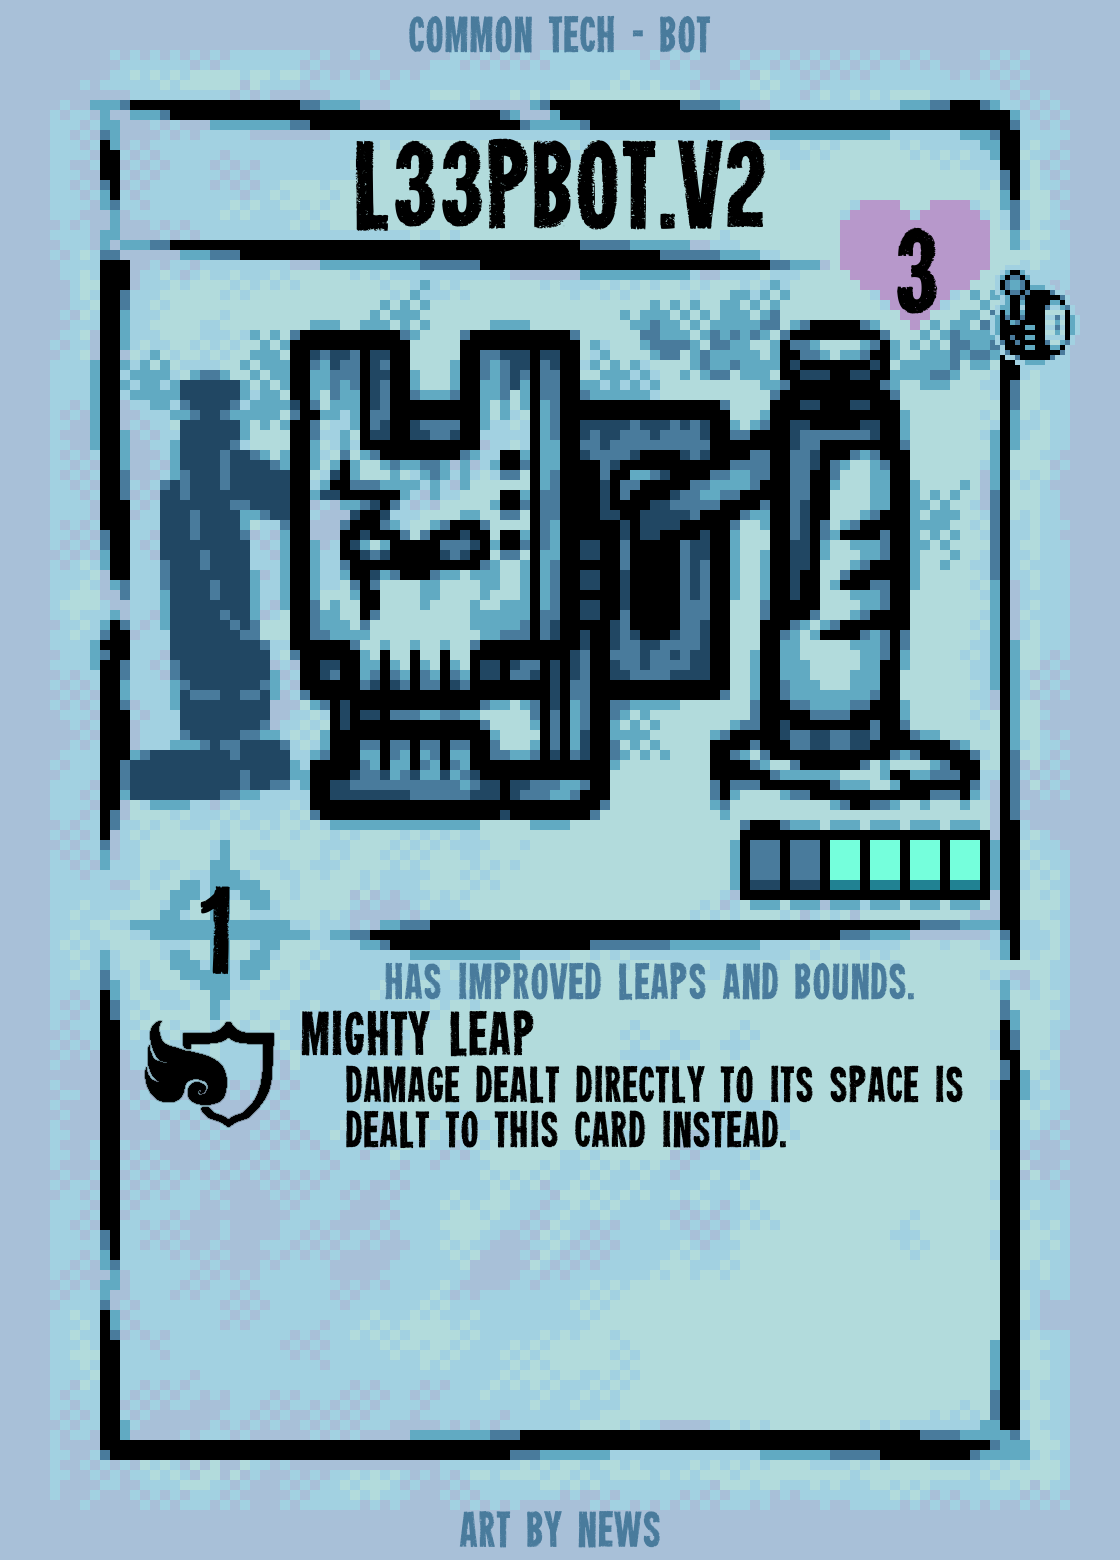 COMMON TECH - BOT
L33PBOT.V2
3
1
HAS IMPROVED LEAPS AND BOUNDS.
MIGHTY LEAP
DAMAGE DEALT DIRECTLY TO ITS SPACE IS
DEALT TO THIS CARD INSTEAD.
ART BY NEWS